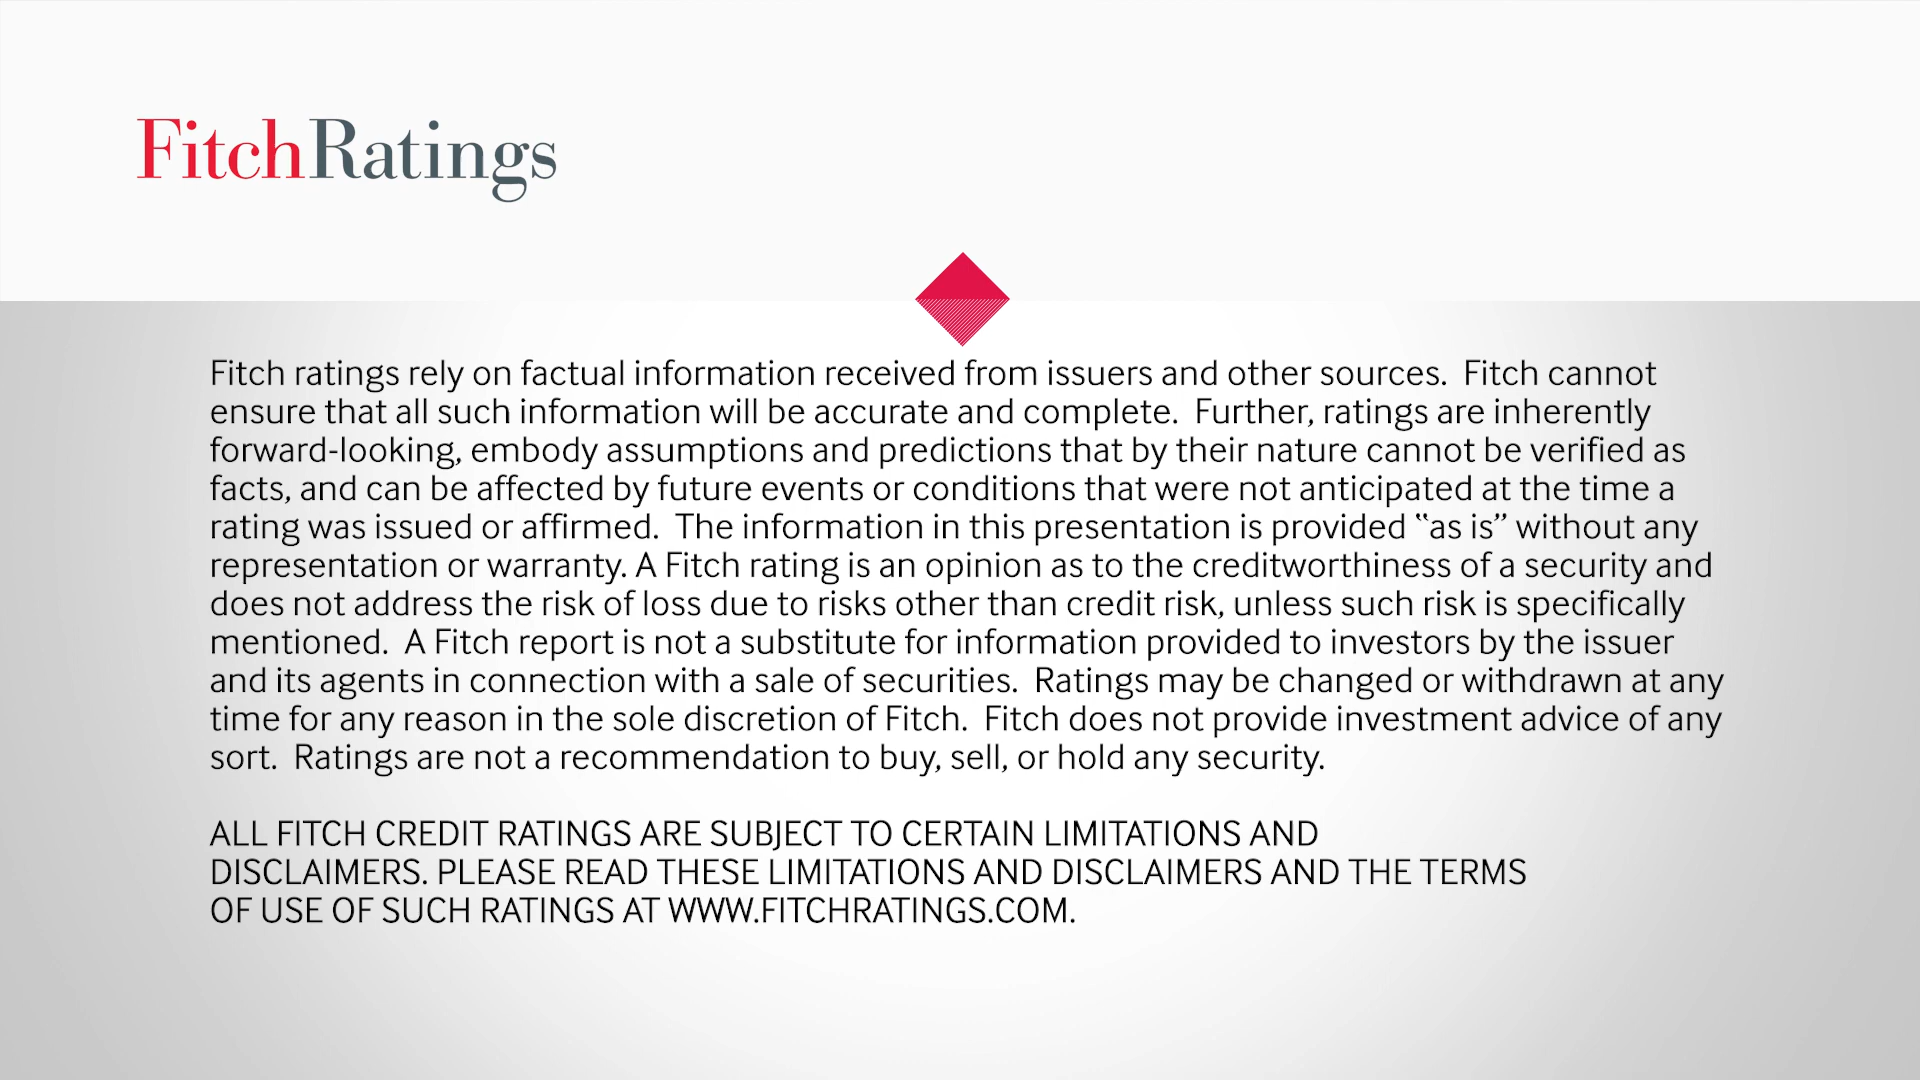 FitchRatings
Fitch ratings rely on factual information received from issuers and other sources.  Fitch cannot
ensure that all such information will be accurate and complete.  Further, ratings are inherently
forward-looking, embody assumptions and predictions that by their nature cannot be verified as
facts, and can be affected by future events or conditions that were not anticipated at the time a
rating was issued or affirmed.  The information in this presentation is provided “as is” without any
representation or warranty. A Fitch rating is an opinion as to the creditworthiness of a security and
does not address the risk of loss due to risks other than credit risk, unless such risk is specifically
mentioned.  A Fitch report is not a substitute for information provided to investors by the issuer
and its agents in connection with a sale of securities.  Ratings may be changed or withdrawn at any
time for any reason in the sole discretion of Fitch.  Fitch does not provide investment advice of any
sort.  Ratings are not a recommendation to buy, sell, or hold any security.
ALL FITCH CREDIT RATINGS ARE SUBJECT TO CERTAIN LIMITATIONS AND
DISCLAIMERS. PLEASE READ THESE LIMITATIONS AND DISCLAIMERS AND THE TERMS
OF USE OF SUCH RATINGS AT WWW.FITCHRATINGS.COM.